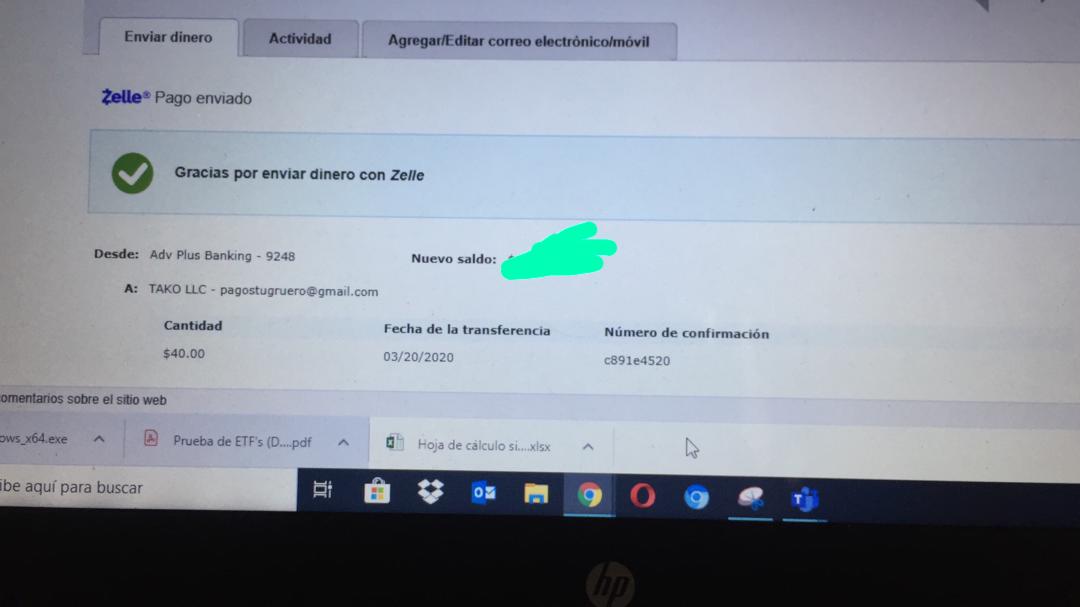 Enviar dinero
Actividad
Agregar/Editar correo electrónico/móvil
Zelle® Pago enviado
Gracias por enviar dinero con Zelle
Desde: Adv Plus Banking - 9248
Nuevo saldo:
A: TAKO LLC - pagostugruero@gmail.com
Cantidad
Fecha de la transferencia
Número de confirmación
$40.00
03/20/2020
c891e4520
omentarios sobre el sitio web
ows_x64.exe
Prueba de ETF's (D....pdf
Hoja de cálculo si....xlsx
ibe aquí para buscar
hp